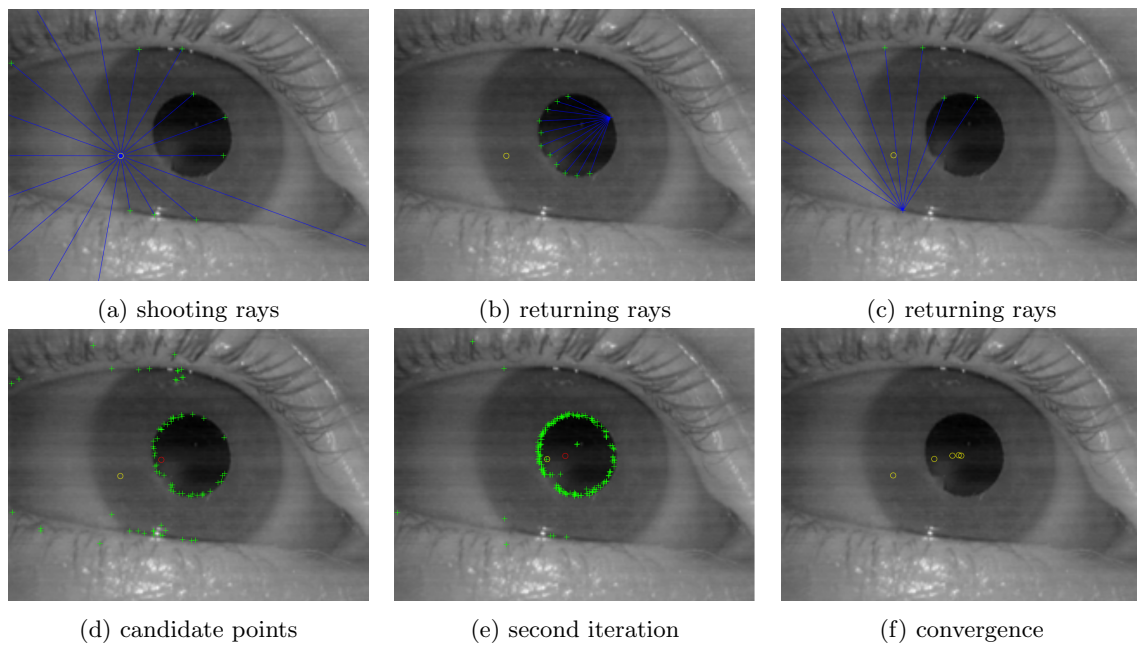 (a) shooting rays
(b) returning rays
(c) returning rays
(d) candidate points
(e) second iteration
(f) convergence